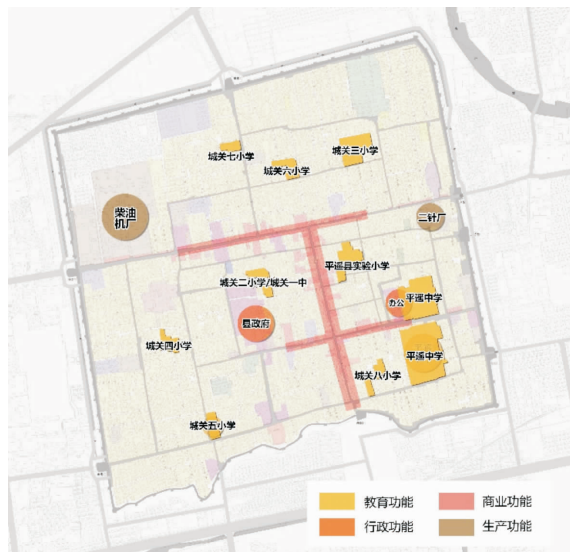 城关七小学
城关六小学
城关三小学
柴油
机厂
二针厂
平遥县实验小学
城关二小学/城关一中
办公
平遥中学
县政府
城关四小学
平遥中学
城关八小学
城关五小学
教育功能
商业功能
行政功能
生产功能